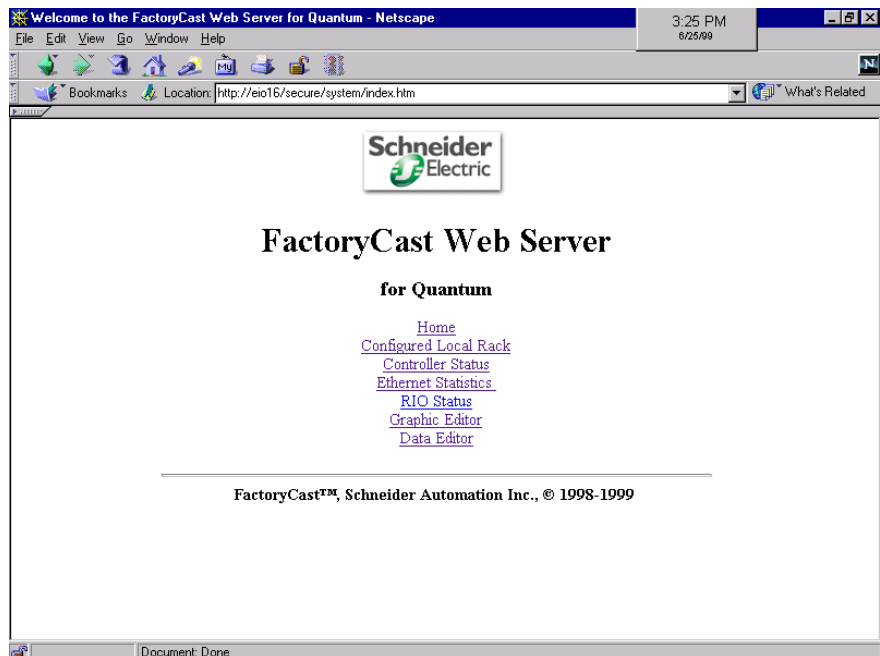 Welcome to the FactoryCast Web Server for Quantum - Netscape
3:25 PM
6/25/99
File Edit View Go Window Help
My
N
Bookmarks Location: http://eio16/secure/system/index.htm What's Related
Schneider
Electric
FactoryCast Web Server
for Quantum
Home
Configured Local Rack
Controller Status
Ethernet Statistics
RIO Status
Graphic Editor
Data Editor
FactoryCast™, Schneider Automation Inc., © 1998-1999
Document: Done